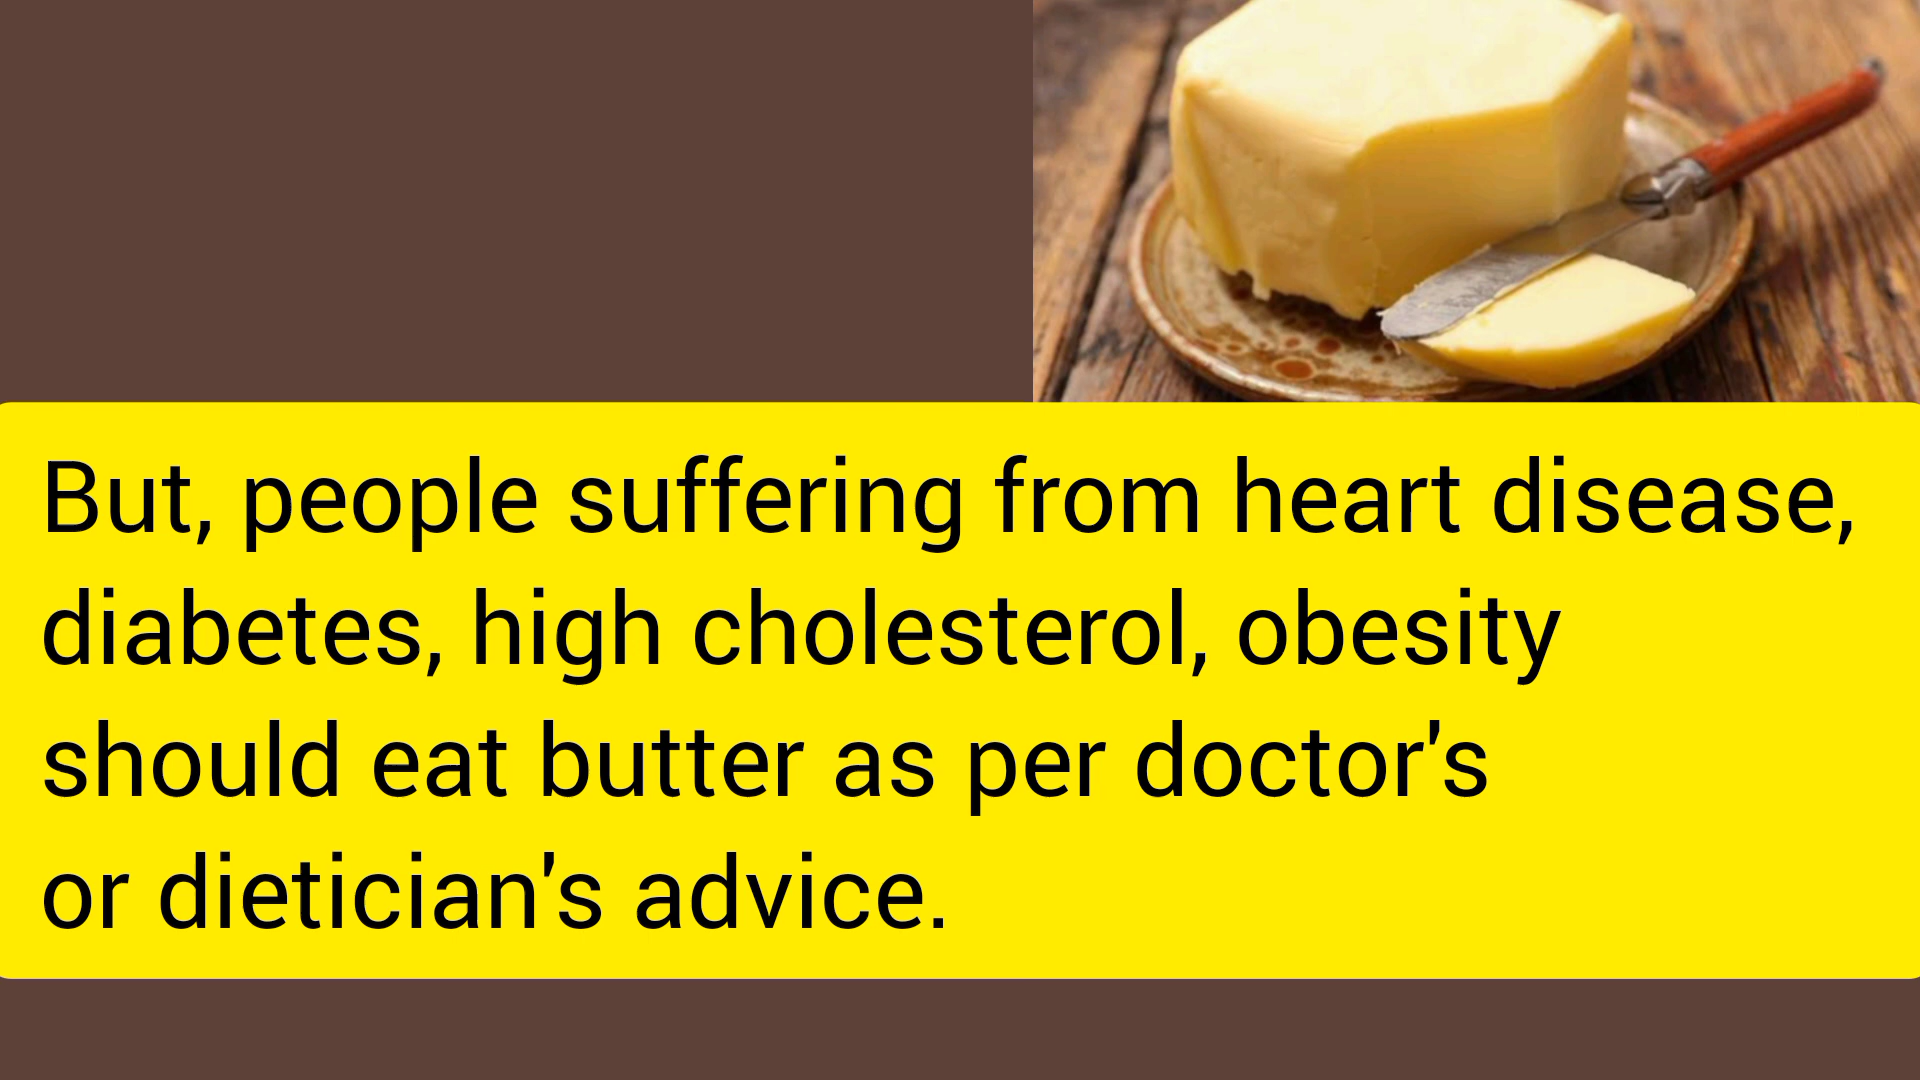 But, people suffering from heart disease,
diabetes, high cholesterol, obesity
should eat butter as per doctor's
or dietician's advice.